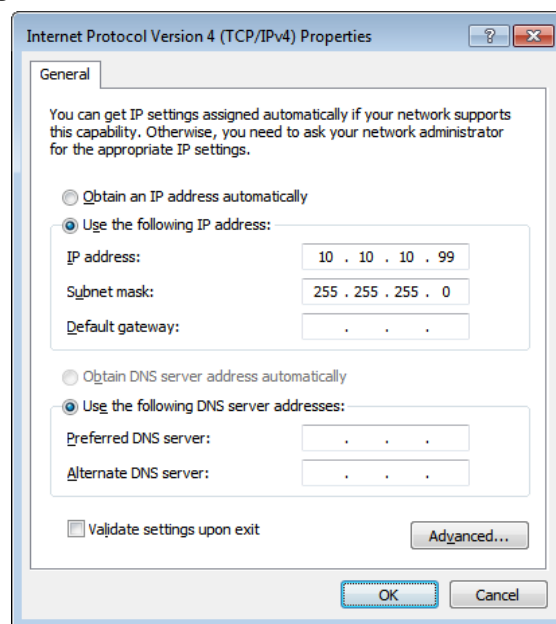 Internet Protocol Version 4 (TCP/IPv4) Properties
?
General
You can get IP settings assigned automatically if your network supports
this capability. Otherwise, you need to ask your network administrator
for the appropriate IP settings.
Obtain an IP address automatically
Use the following IP address:
IP address: 10 . 10 . 10 . 99
Subnet mask: 255 . 255 . 255 . 0
Default gateway: . . .
Obtain DNS server address automatically
Use the following DNS server addresses:
Preferred DNS server: . . .
Alternate DNS server: . . .
Validate settings upon exit
Advanced...
OK Cancel